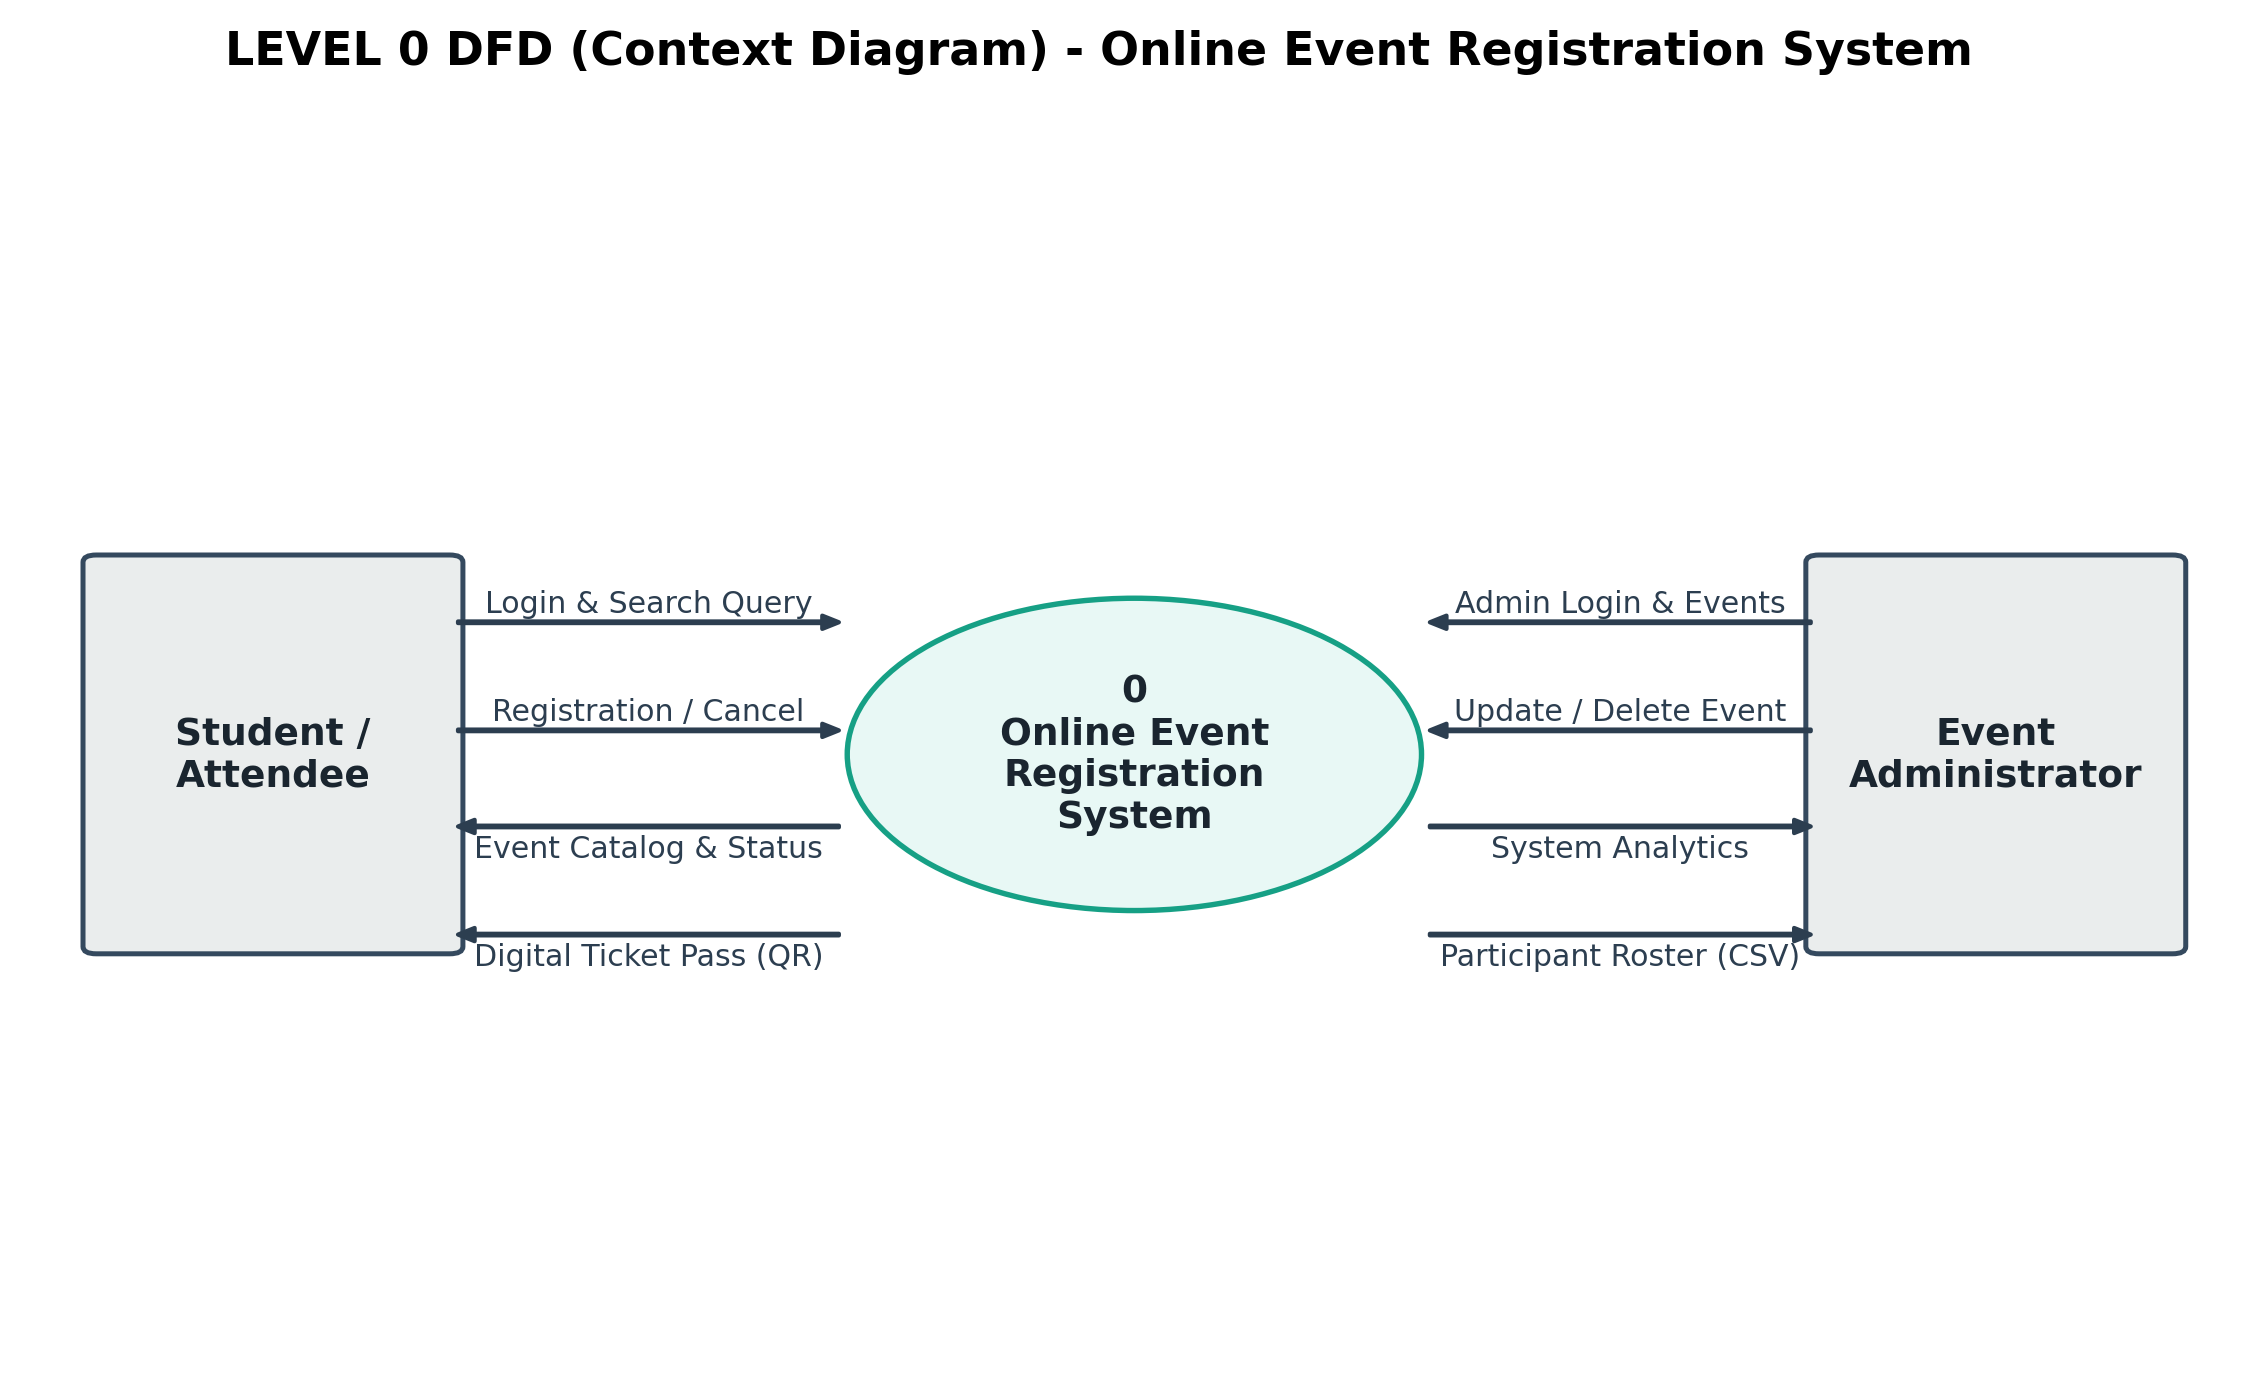 LEVEL 0 DFD (Context Diagram) - Online Event Registration System
Student /
Attendee
Login & Search Query
Registration / Cancel
Event Catalog & Status
Digital Ticket Pass (QR)
0
Online Event
Registration
System
Admin Login & Events
Update / Delete Event
System Analytics
Participant Roster (CSV)
Event
Administrator